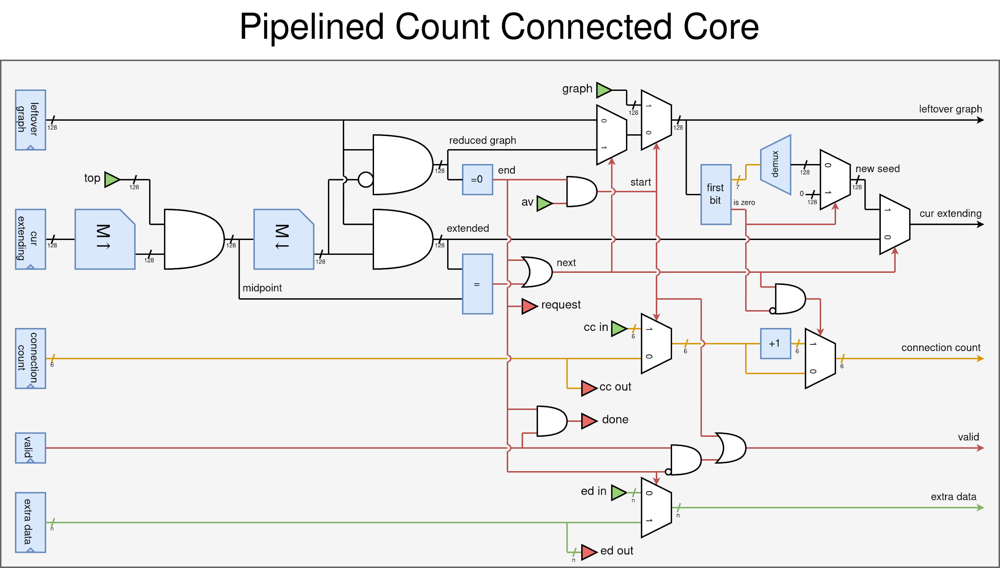 Pipelined Count Connected Core
graph
1
0
128
leftover graph
leftover
graph
128
0
1
128
reduced graph
128
=0
end
av
start
top
128
first
bit
7
is zero
demux
128
0
128
0
1
new seed
128
1
0
cur extending
cur
extending
128
M↑
128
128
M↓
128
extended
128
midpoint
=
next
request
cc in
6
1
0
6
+1
6
1
0
connection count
6
connection
count
6
cc out
done
valid
valid
ed in
n
0
1
n
extra data
extra data
n
n
ed out